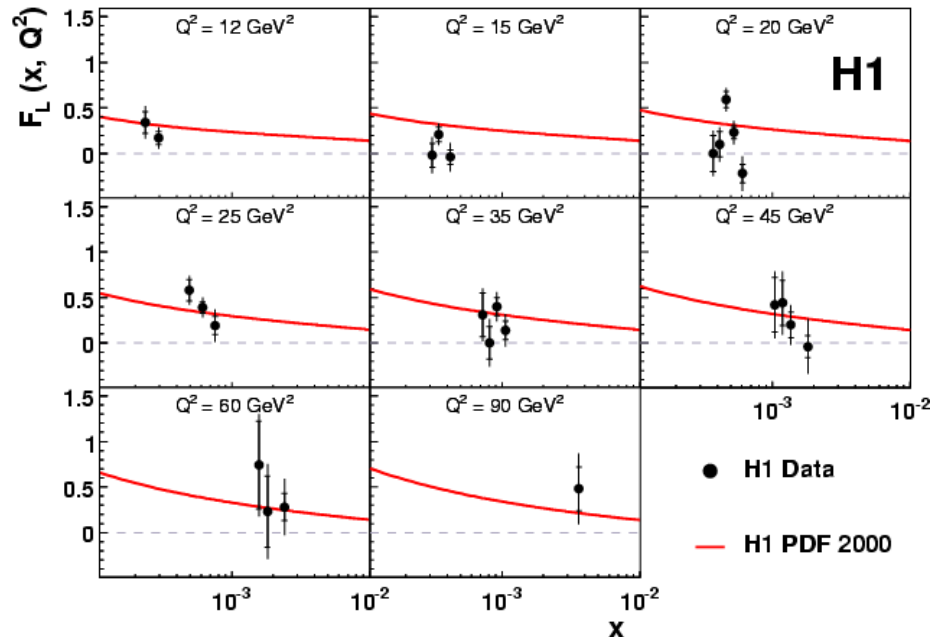 F_L (x, Q²)
1.5
1
0.5
0
Q² = 12 GeV²
Q² = 15 GeV²
Q² = 20 GeV²
H1
1.5
1
0.5
0
Q² = 25 GeV²
Q² = 35 GeV²
Q² = 45 GeV²
10⁻³
10⁻²
1.5
1
0.5
0
Q² = 60 GeV²
Q² = 90 GeV²
H1 Data
H1 PDF 2000
10⁻³
10⁻²
10⁻³
10⁻²
x